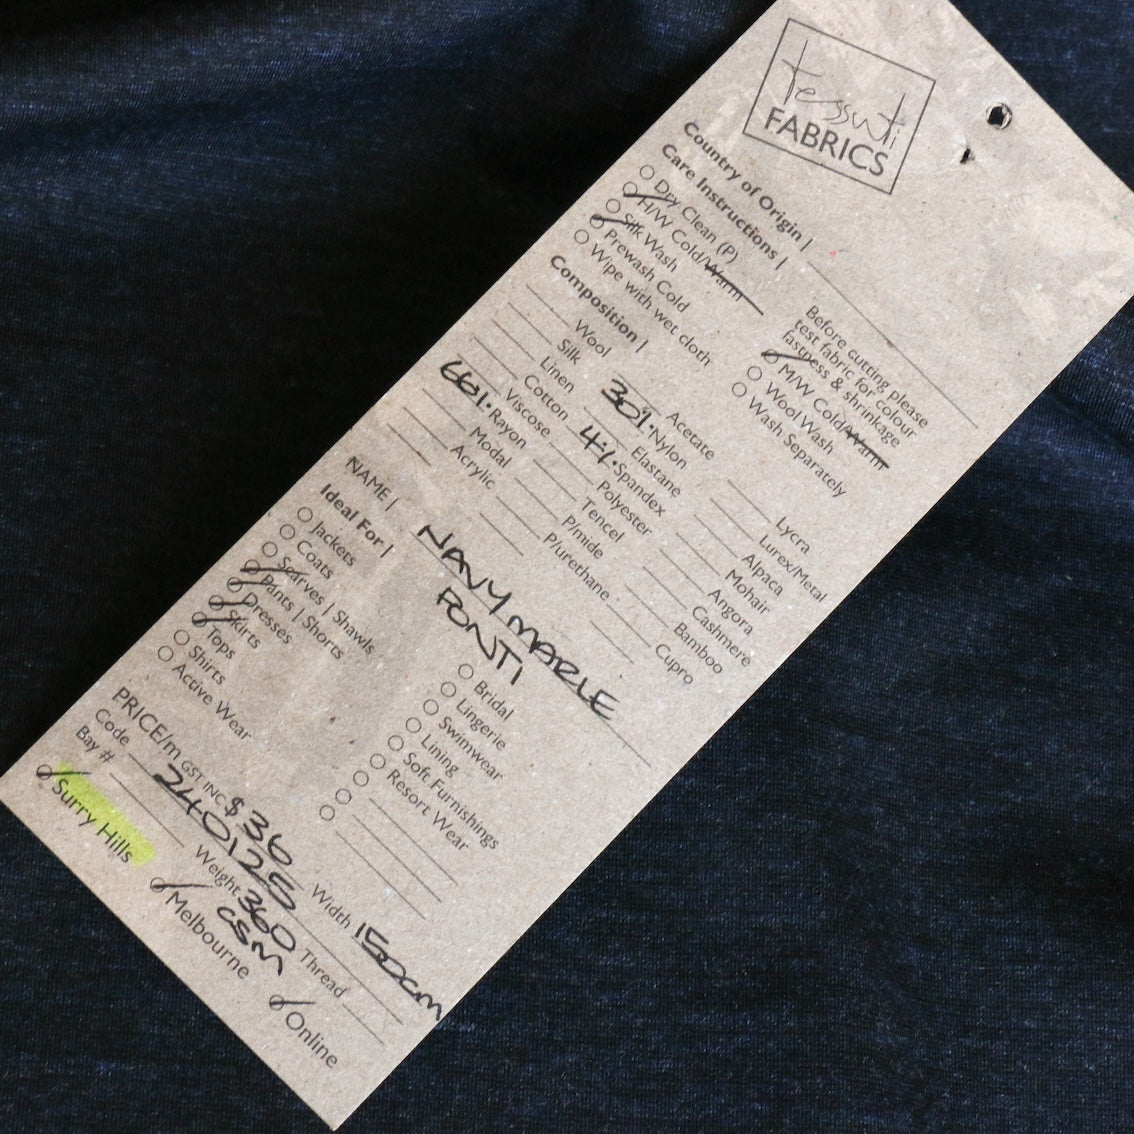 tessuti
FABRICS
Country of Origin |
Care Instructions |
Dry Clean (P)
H/W Cold/Warm
Silk Wash
Prewash Cold
Wipe with wet cloth
Before cutting please
test fabric for colour
fastness & shrinkage
M/W Cold/Warm
Wool Wash
Wash Separately
Composition |
Wool
Silk
Linen
Cotton
Viscose
66%. Rayon
Modal
Acrylic
Acetate
30%. Nylon
Elastane
4%. Spandex
Polyester
Tencel
P/mide
P/urethane
Lycra
Lurex/Metal
Alpaca
Mohair
Angora
Cashmere
Bamboo
Cupro
NAME | NAVY MARLE
PONTI
Ideal For |
Jackets
Coats
Scarves | Shawls
Pants | Shorts
Dresses
Skirts
Tops
Shirts
Active Wear
Bridal
Lingerie
Swimwear
Lining
Soft Furnishings
Resort Wear
PRICE/m GST INC $36 Width 150cm
Code 240125 Thread
Bay # Weight 360
GSM
Surry Hills Melbourne Online